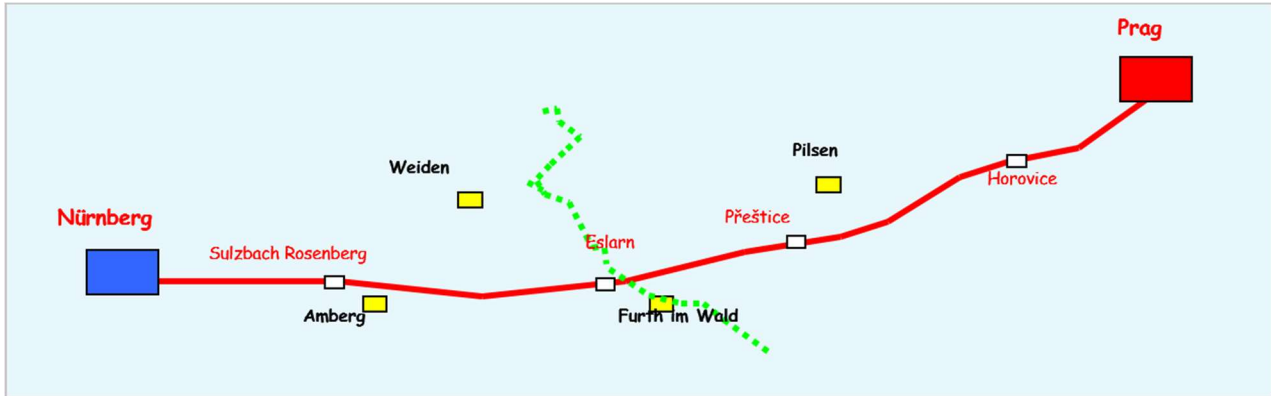 Prag
Pilsen
Weiden
Horovice
Přeštice
Nürnberg
Eslarn
Sulzbach Rosenberg
Amberg
Furth im Wald